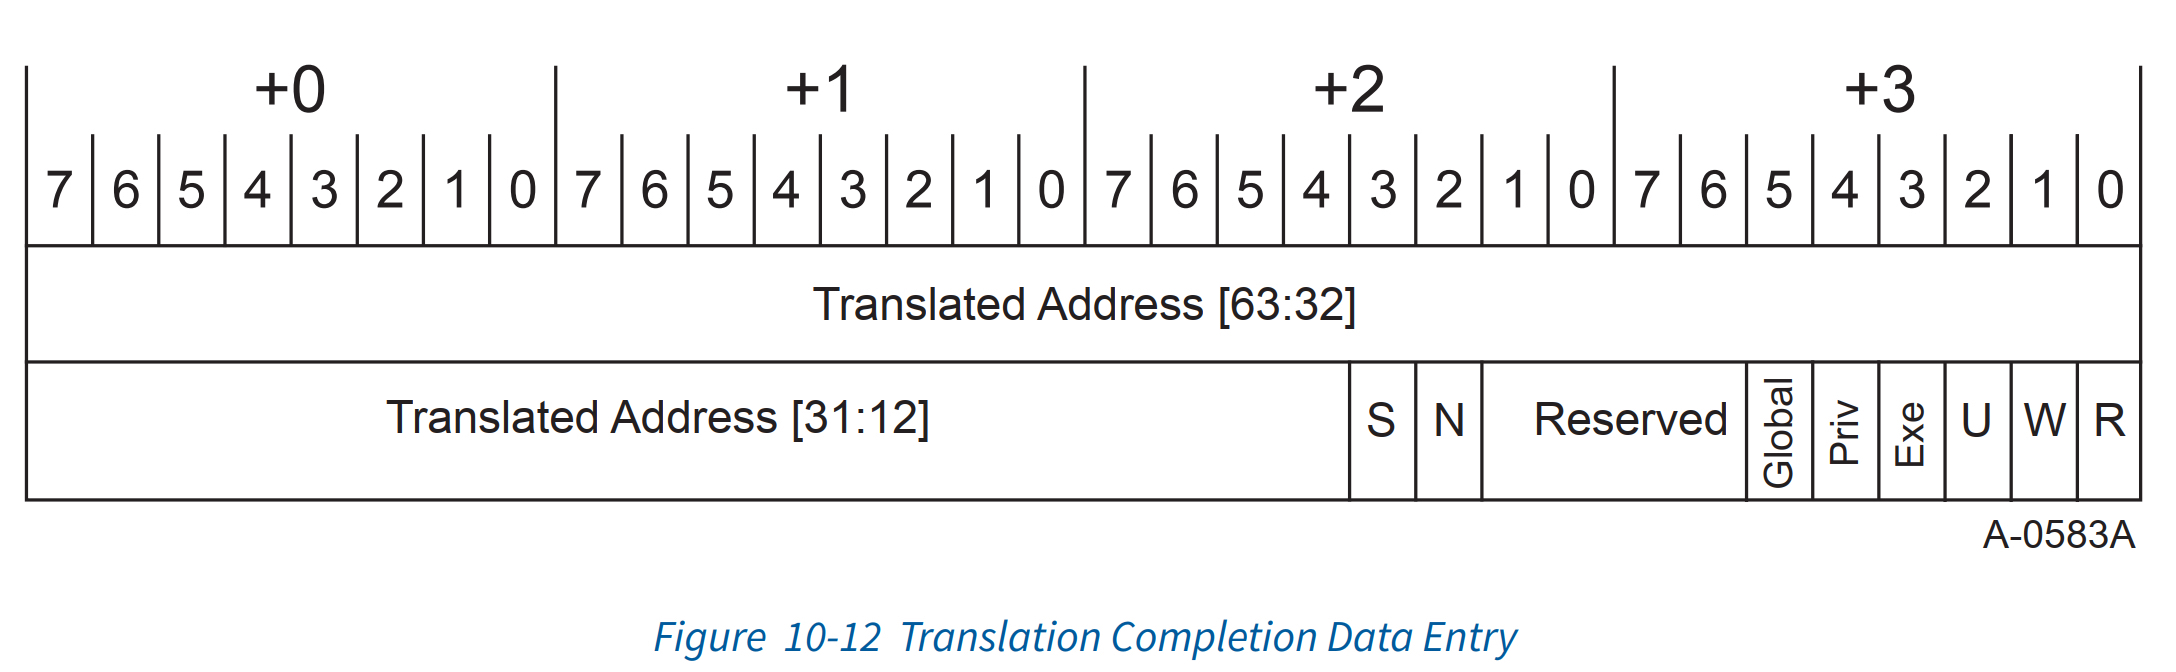 +0 +1 +2 +3
7 6 5 4 3 2 1 0 7 6 5 4 3 2 1 0 7 6 5 4 3 2 1 0 7 6 5 4 3 2 1 0
Translated Address [63:32]
Translated Address [31:12] S N Reserved Global Priv Exe U W R
A-0583A
Figure 10-12 Translation Completion Data Entry